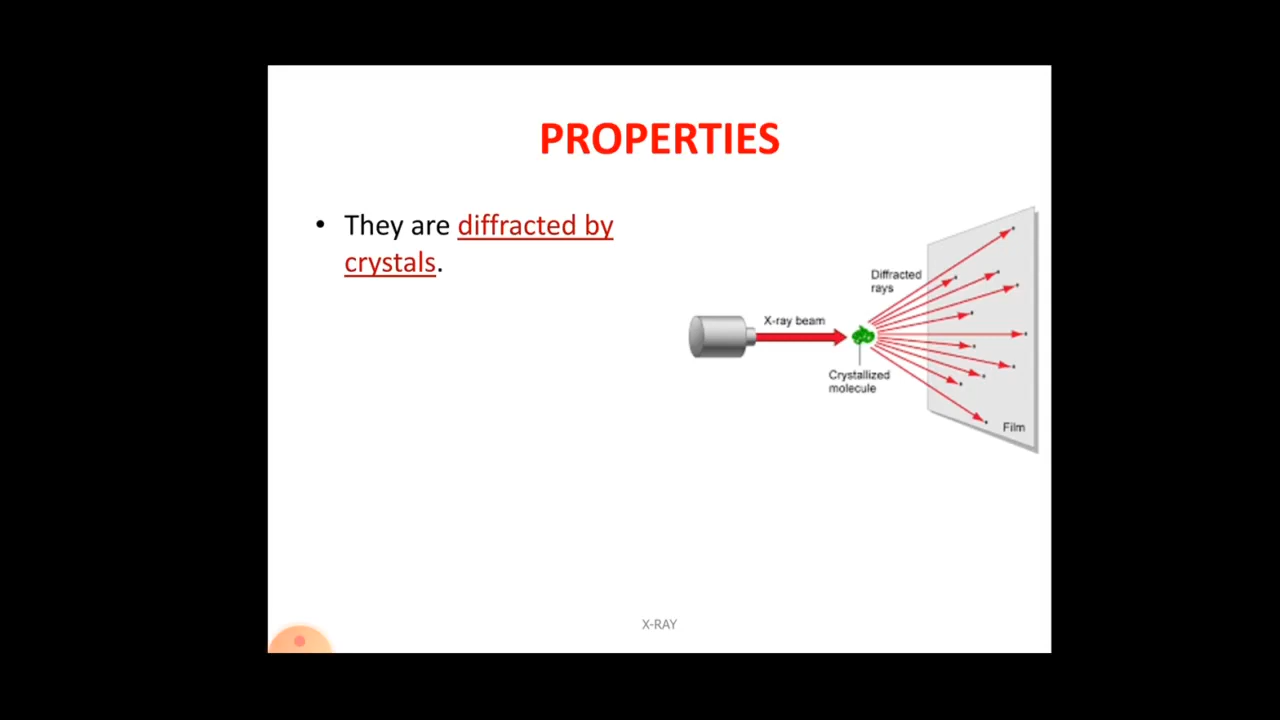 PROPERTIES
• They are diffracted by
crystals.
Diffracted
rays
X-ray beam
Crystallized
molecule
Film
X-RAY